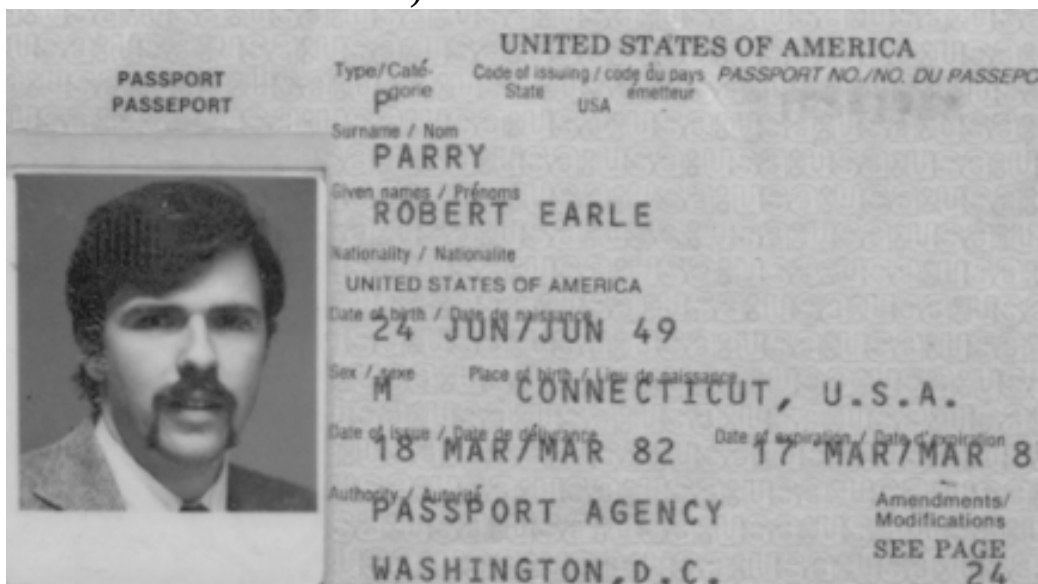 UNITED STATES OF AMERICA
PASSPORT
PASSEPORT
Type/Caté-
gorie
P
Code of issuing / code du pays
State émetteur
USA
PASSPORT NO./NO. DU PASSEPO
Surname / Nom
PARRY
Given names / Prénoms
ROBERT EARLE
Nationality / Nationalite
UNITED STATES OF AMERICA
Date of birth / Date de naissance
24 JUN/JUN 49
Sex / sexe
M
Place of birth / Lieu de naissance
CONNECTICUT, U.S.A.
Date of issue / Date de délivrance
18 MAR/MAR 82
Date of expiration / Date d'expiration
17 MAR/MAR 8
Authority / Autorité
PASSPORT AGENCY
WASHINGTON, D.C.
Amendments/
Modifications
SEE PAGE
24